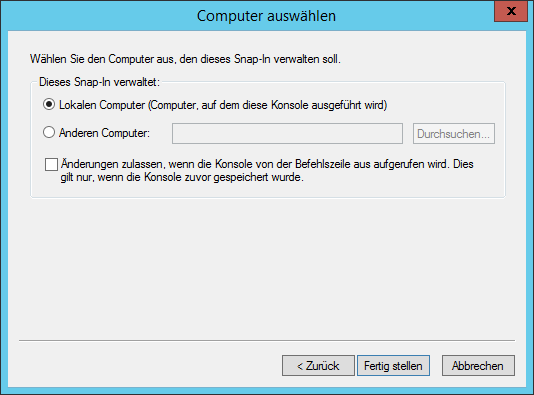 Computer auswählen
x
Wählen Sie den Computer aus, den dieses Snap-In verwalten soll.
Dieses Snap-In verwaltet:
Lokalen Computer (Computer, auf dem diese Konsole ausgeführt wird)
Anderen Computer:
Durchsuchen...
Änderungen zulassen, wenn die Konsole von der Befehlszeile aus aufgerufen wird. Dies
gilt nur, wenn die Konsole zuvor gespeichert wurde.
< Zurück
Fertig stellen
Abbrechen